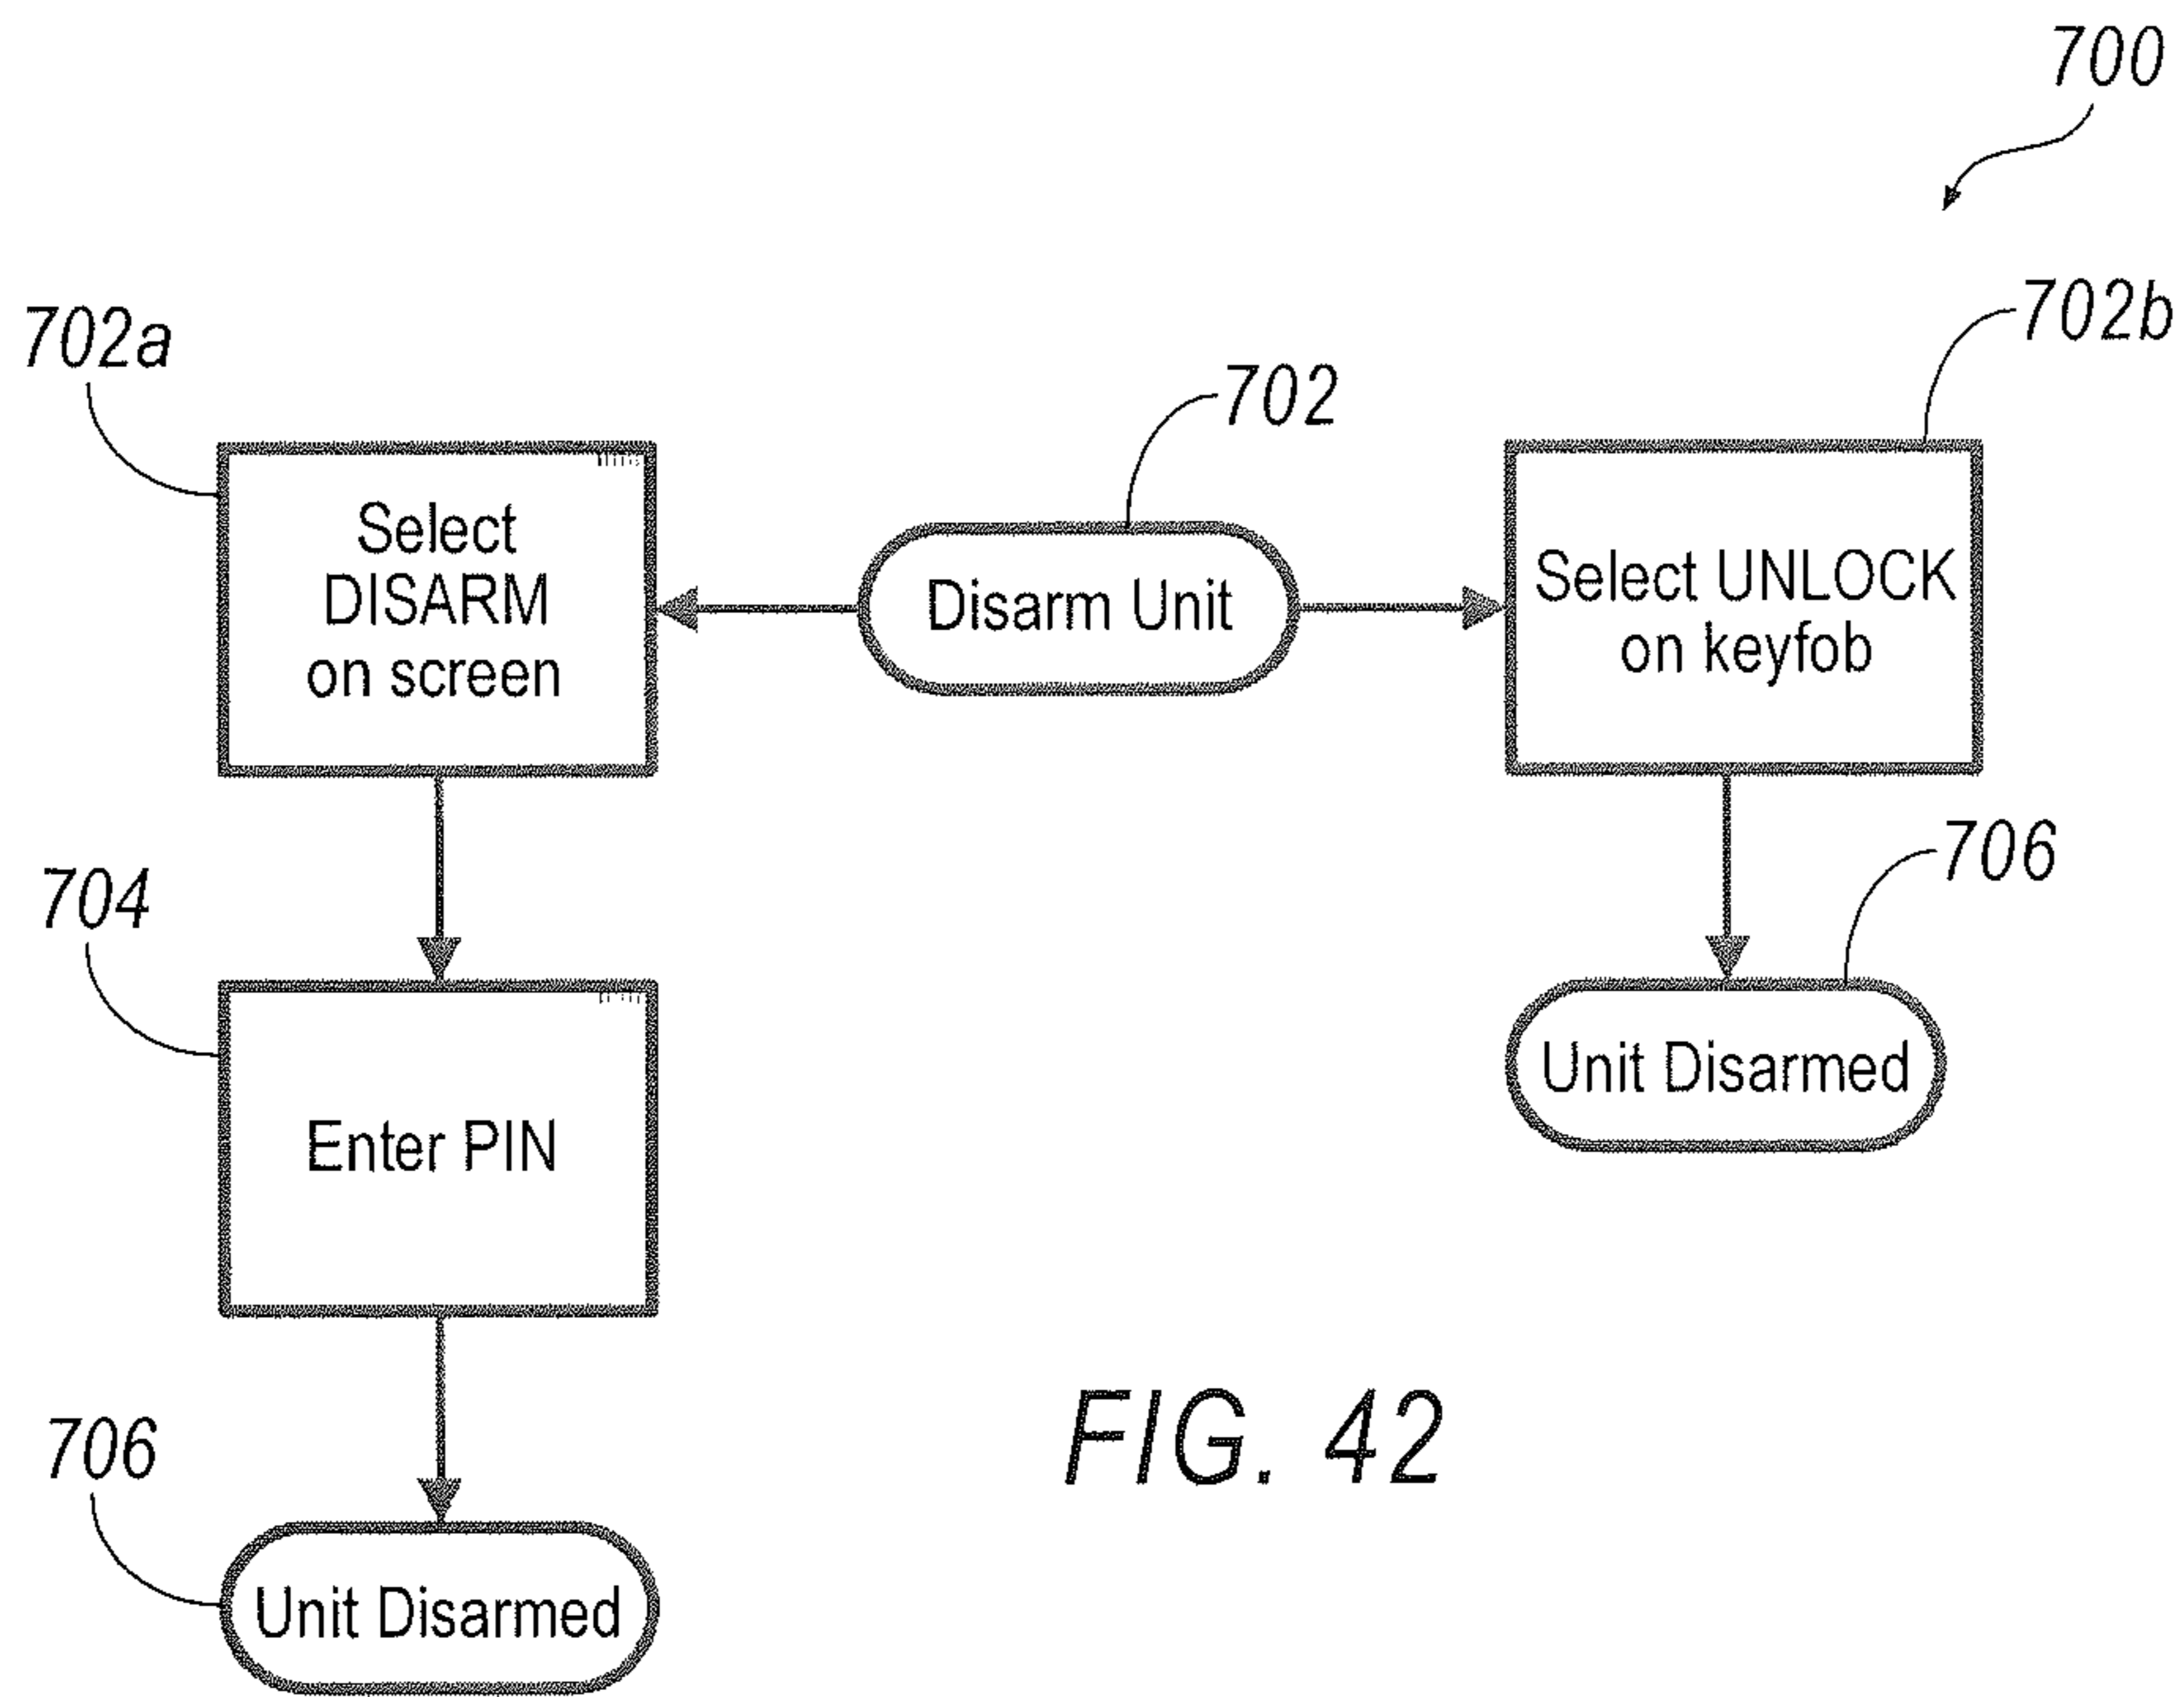 700
702a
702
702b
Select
DISARM
on screen
Disarm Unit
Select UNLOCK
on keyfob
704
706
Enter PIN
Unit Disarmed
706
Unit Disarmed
FIG. 42